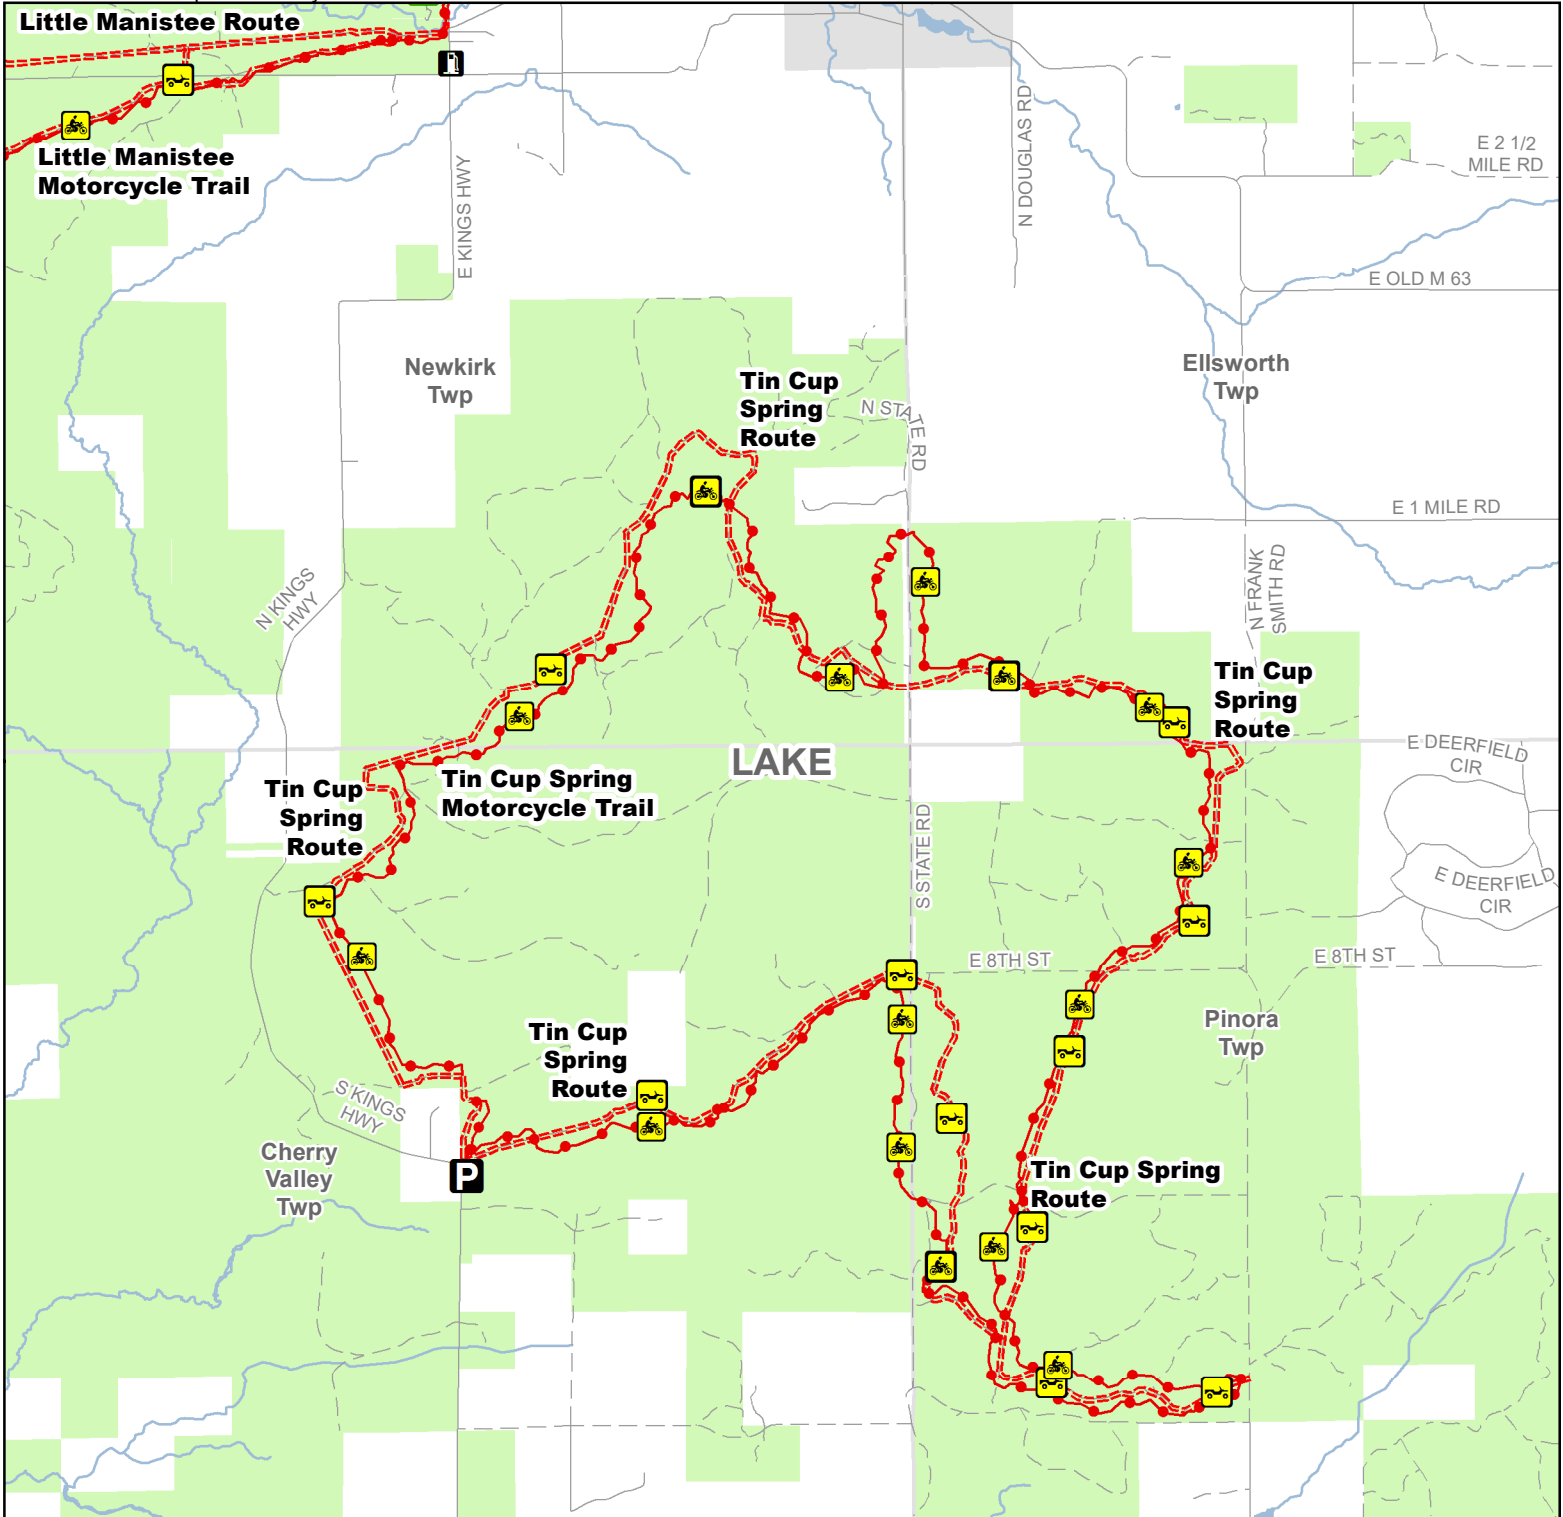 Little Manistee Route
Little Manistee
Motorcycle Trail
E KINGS HWY
N DOUGLAS RD
E 2 1/2
MILE RD
E OLD M 63
Newkirk
Twp
Tin Cup
Spring
Route
N STATE RD
Ellsworth
Twp
E 1 MILE RD
N KINGS
HWY
N FRANK
SMITH RD
Tin Cup
Spring
Route
LAKE
E DEERFIELD
CIR
Tin Cup Spring
Motorcycle Trail
Tin Cup
Spring
Route
S STATE RD
E DEERFIELD
CIR
E 8TH ST
E 8TH ST
Tin Cup
Spring
Route
Pinora
Twp
S KINGS
HWY
Cherry
Valley
Twp
P
Tin Cup Spring
Route